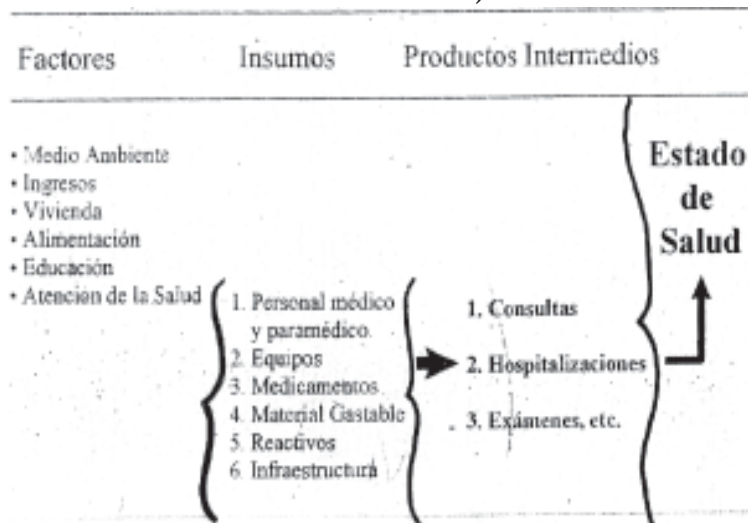 Factores Insumos Productos Intermedios
• Medio Ambiente
• Ingresos
• Vivienda
• Alimentación
• Educación
• Atención de la Salud
1. Personal médico
y paramédico.
2. Equipos
3. Medicamentos
4. Material Gastable
5. Reactivos
6. Infraestructura
1. Consultas
2. Hospitalizaciones
3. Exámenes, etc.
Estado
de
Salud